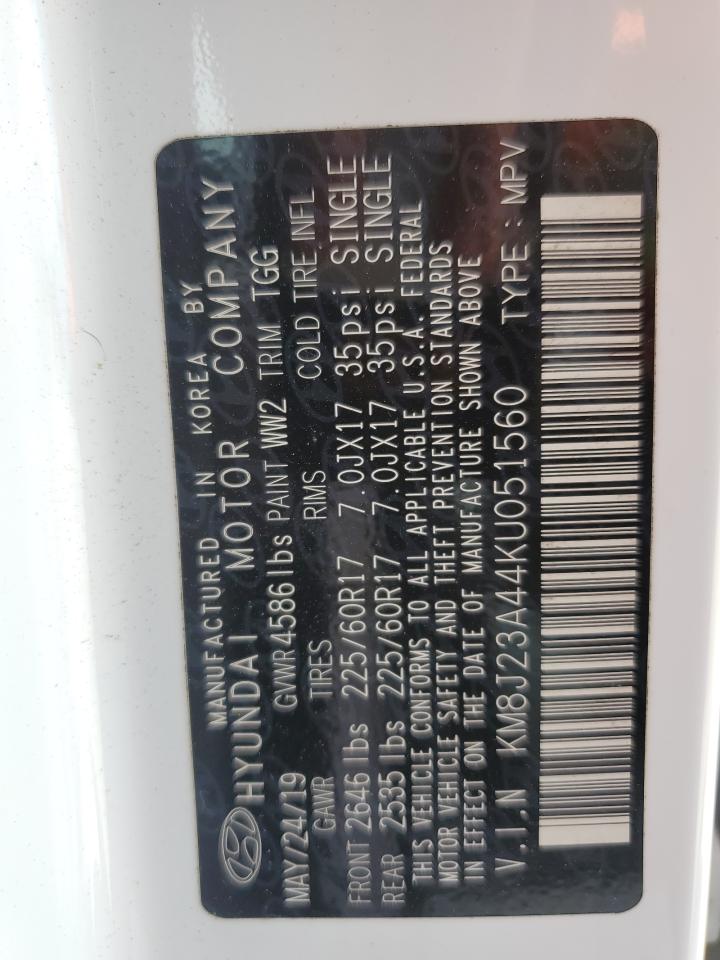 MANUFACTURED IN KOREA BY
HYUNDAI MOTOR COMPANY
MAY/24/19 GVWR 4586 lbs PAINT WW2 TRIM TGG
GAWR TIRES RIMS COLD TIRE INFL
FRONT 2646 lbs 225/60R17 7.0JX17 35psi SINGLE
REAR 2535 lbs 225/60R17 7.0JX17 35psi SINGLE
THIS VEHICLE CONFORMS TO ALL APPLICABLE U.S.A. FEDERAL
MOTOR VEHICLE SAFETY AND THEFT PREVENTION STANDARDS
IN EFFECT ON THE DATE OF MANUFACTURE SHOWN ABOVE
V.I.N KM8J23A44KU051560 TYPE : MPV